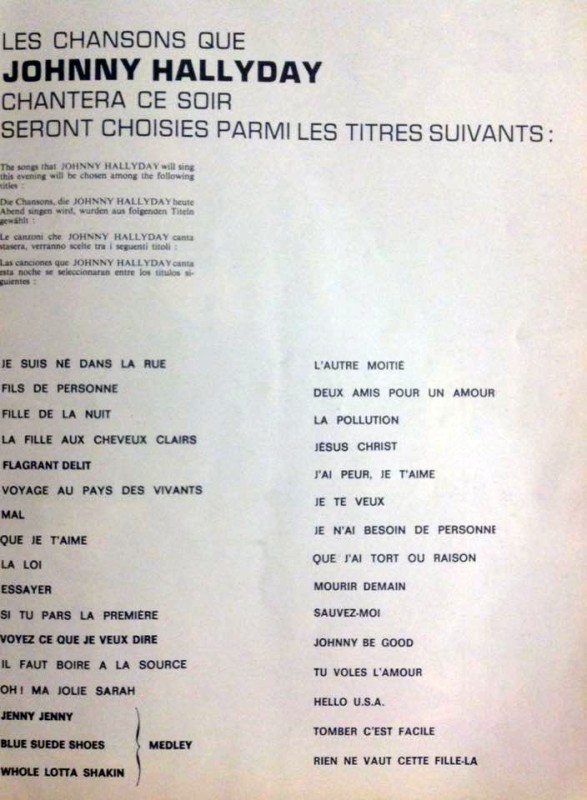 LES CHANSONS QUE
JOHNNY HALLYDAY
CHANTERA CE SOIR
SERONT CHOISIES PARMI LES TITRES SUIVANTS :
The songs that JOHNNY HALLYDAY will sing
this evening will be chosen among the following
titles :
Die Chansons, die JOHNNY HALLYDAY heute
Abend singen wird, wurden aus folgenden Titeln
gewählt :
Le canzoni che JOHNNY HALLYDAY canta
stasera, verranno scelte tra i seguenti titoli :
Las canciones que JOHNNY HALLYDAY canta
esta noche se seleccionaran entre los titulos si-
guientes :
JE SUIS NÉ DANS LA RUE
FILS DE PERSONNE
FILLE DE LA NUIT
LA FILLE AUX CHEVEUX CLAIRS
FLAGRANT DELIT
VOYAGE AU PAYS DES VIVANTS
MAL
QUE JE T'AIME
LA LOI
ESSAYER
SI TU PARS LA PREMIÈRE
VOYEZ CE QUE JE VEUX DIRE
IL FAUT BOIRE A LA SOURCE
OH ! MA JOLIE SARAH
JENNY JENNY
BLUE SUEDE SHOES
WHOLE LOTTA SHAKIN
MEDLEY
L'AUTRE MOITIÉ
DEUX AMIS POUR UN AMOUR
LA POLLUTION
JÉSUS CHRIST
J'AI PEUR, JE T'AIME
JE TE VEUX
JE N'AI BESOIN DE PERSONNE
QUE J'AI TORT OU RAISON
MOURIR DEMAIN
SAUVEZ-MOI
JOHNNY BE GOOD
TU VOLES L'AMOUR
HELLO U.S.A.
TOMBER C'EST FACILE
RIEN NE VAUT CETTE FILLE-LA